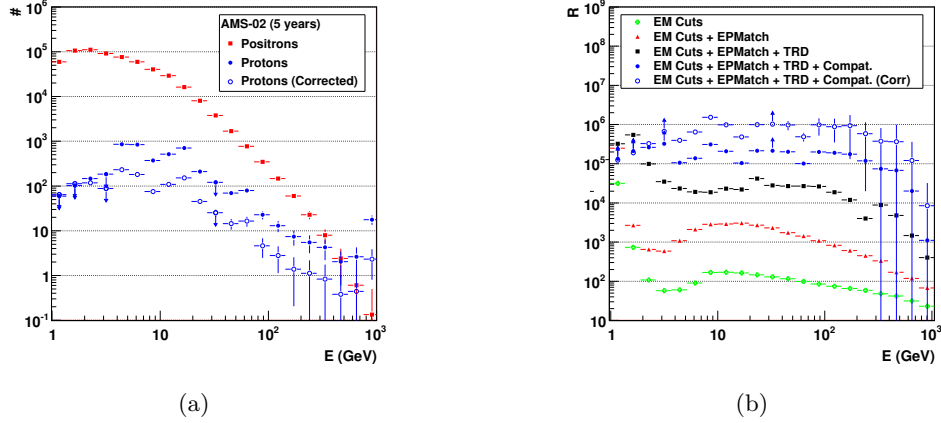 #
10^6
10^5
10^4
10^3
10^2
10
1
10^-1
AMS-02 (5 years)
Positrons
Protons
Protons (Corrected)
1 10 10^2 10^3
E (GeV)
(a)
R
10^9
10^8
10^7
10^6
10^5
10^4
10^3
10^2
10
EM Cuts
EM Cuts + EPMatch
EM Cuts + EPMatch + TRD
EM Cuts + EPMatch + TRD + Compat.
EM Cuts + EPMatch + TRD + Compat. (Corr)
1 10 10^2 10^3
E (GeV)
(b)